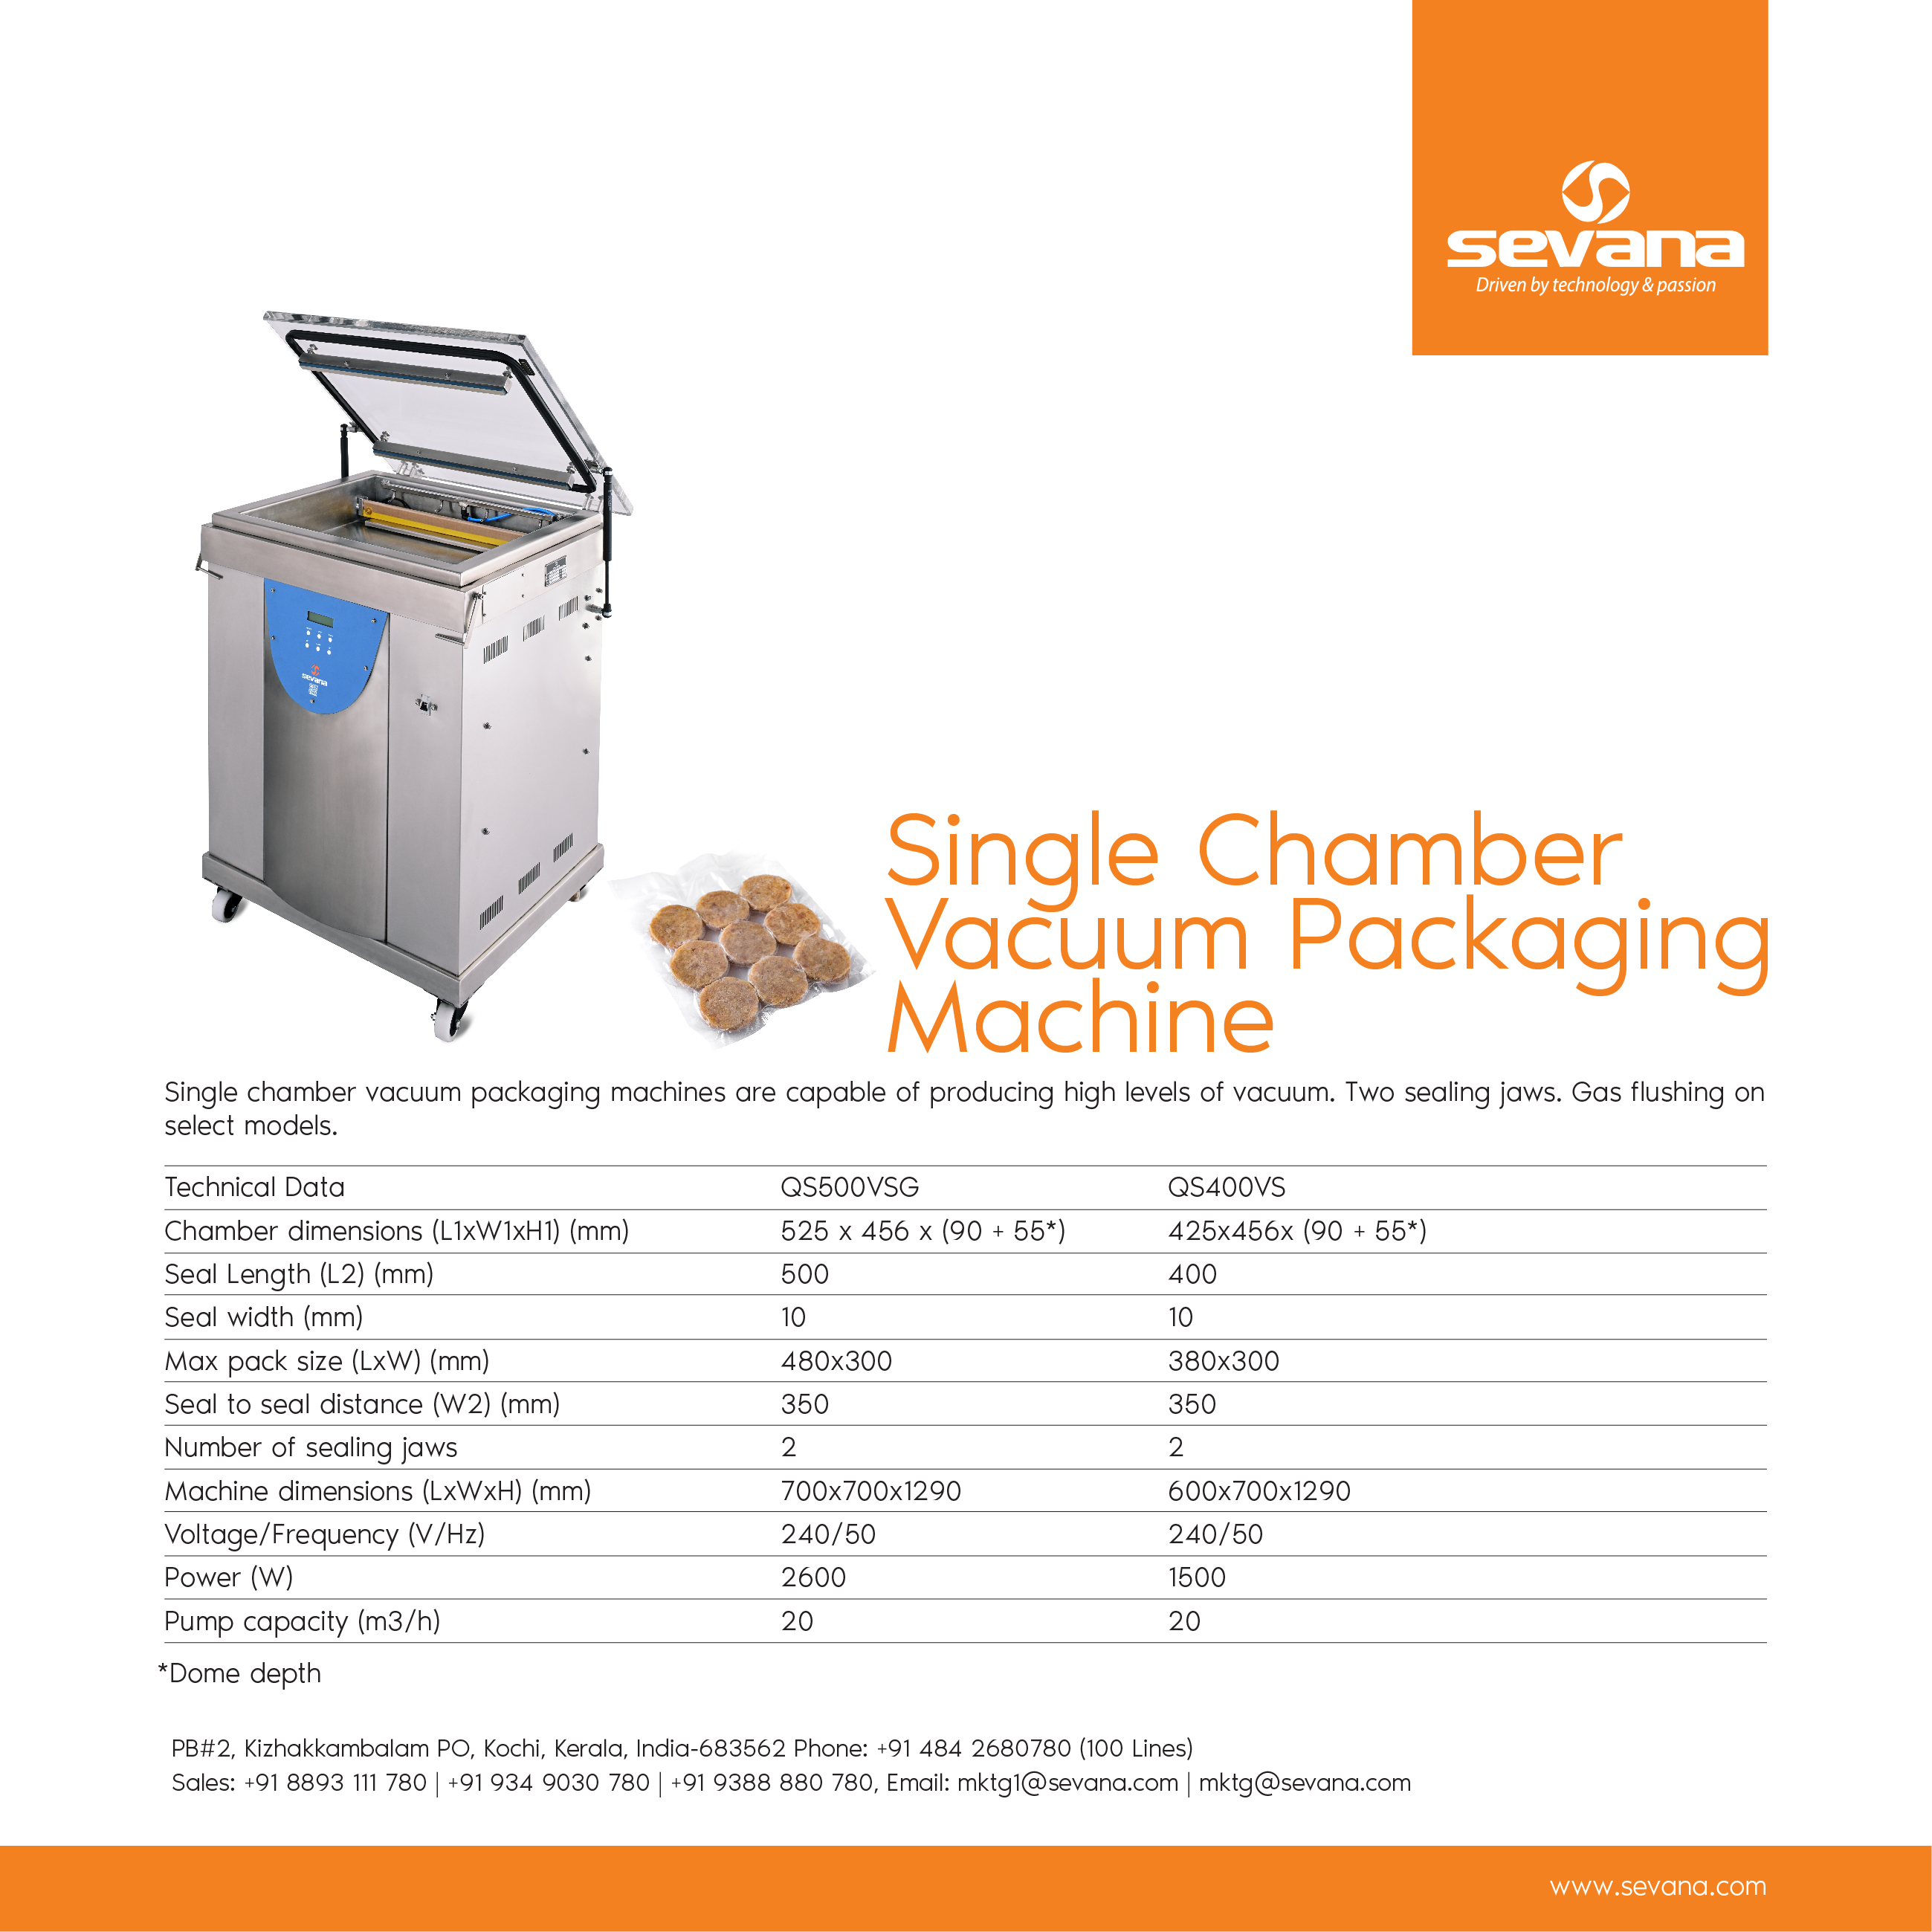 sevana
Driven by technology & passion
sevana
Single Chamber
Vacuum Packaging
Machine
Single chamber vacuum packaging machines are capable of producing high levels of vacuum. Two sealing jaws. Gas flushing on
select models.
Technical Data QS500VSG QS400VS
Chamber dimensions (L1xW1xH1) (mm) 525 x 456 x (90 + 55*) 425x456x (90 + 55*)
Seal Length (L2) (mm) 500 400
Seal width (mm) 10 10
Max pack size (LxW) (mm) 480x300 380x300
Seal to seal distance (W2) (mm) 350 350
Number of sealing jaws 2 2
Machine dimensions (LxWxH) (mm) 700x700x1290 600x700x1290
Voltage/Frequency (V/Hz) 240/50 240/50
Power (W) 2600 1500
Pump capacity (m3/h) 20 20
*Dome depth
PB#2, Kizhakkambalam PO, Kochi, Kerala, India-683562 Phone: +91 484 2680780 (100 Lines)
Sales: +91 8893 111 780 | +91 934 9030 780 | +91 9388 880 780, Email: mktg1@sevana.com | mktg@sevana.com
www.sevana.com